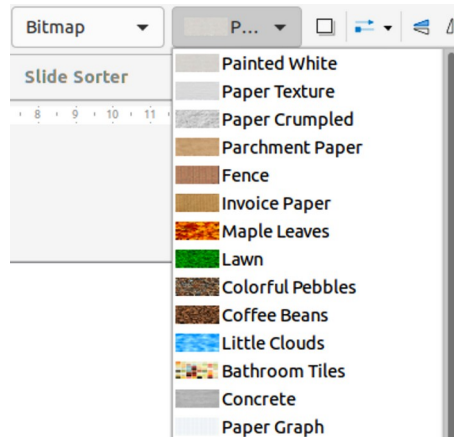 Bitmap P...
Slide Sorter
8 9 10 11
Painted White
Paper Texture
Paper Crumpled
Parchment Paper
Fence
Invoice Paper
Maple Leaves
Lawn
Colorful Pebbles
Coffee Beans
Little Clouds
Bathroom Tiles
Concrete
Paper Graph